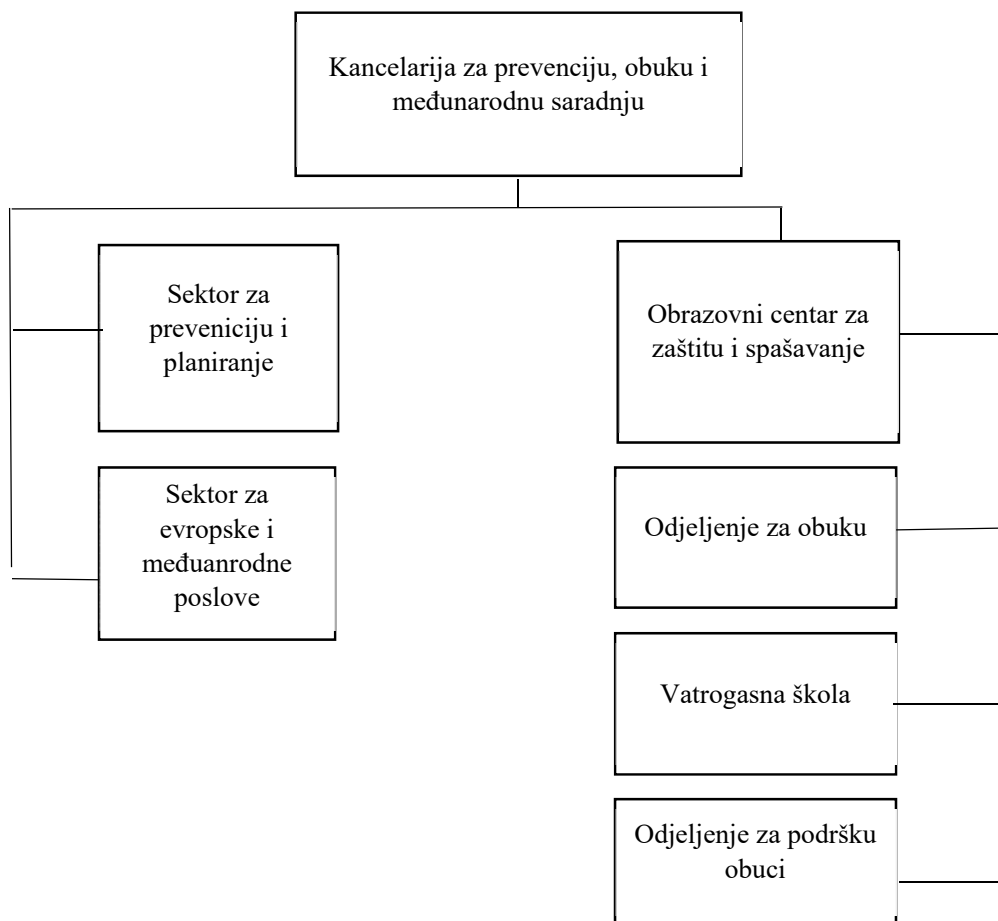 Kancelarija za prevenciju, obuku i
međunarodnu saradnju
Sektor za
preveniciju i
planiranje
Sektor za
evropske i
međuanrodne
poslove
Obrazovni centar za
zaštitu i spašavanje
Odjeljenje za obuku
Vatrogasna škola
Odjeljenje za podršku
obuci